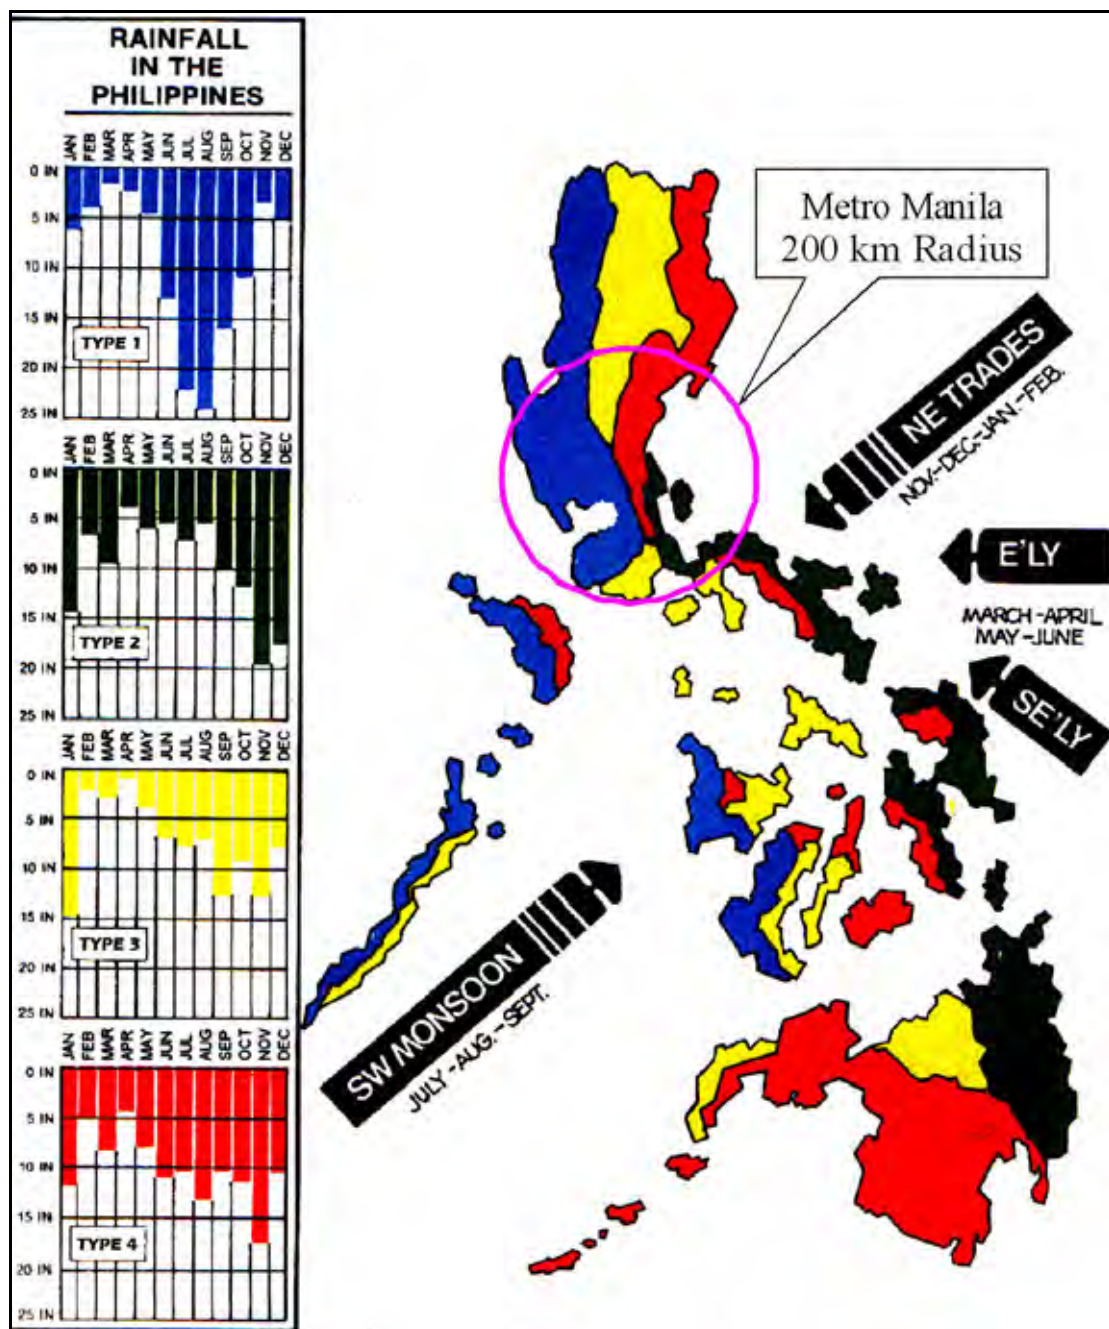 RAINFALL
IN THE
PHILIPPINES
JAN FEB MAR APR MAY JUN JUL AUG SEP OCT NOV DEC
0 IN
5 IN
10 IN
15 IN
20 IN
25 IN
TYPE 1
JAN FEB MAR APR MAY JUN JUL AUG SEP OCT NOV DEC
0 IN
5 IN
10 IN
15 IN
20 IN
25 IN
TYPE 2
JAN FEB MAR APR MAY JUN JUL AUG SEP OCT NOV DEC
0 IN
5 IN
10 IN
15 IN
20 IN
25 IN
TYPE 3
JAN FEB MAR APR MAY JUN JUL AUG SEP OCT NOV DEC
0 IN
5 IN
10 IN
15 IN
20 IN
25 IN
TYPE 4
Metro Manila
200 km Radius
NE TRADES
NOV.-DEC.-JAN.-FEB.
E'LY
MARCH-APRIL
MAY-JUNE
SE'LY
SW MONSOON
JULY-AUG.-SEPT.